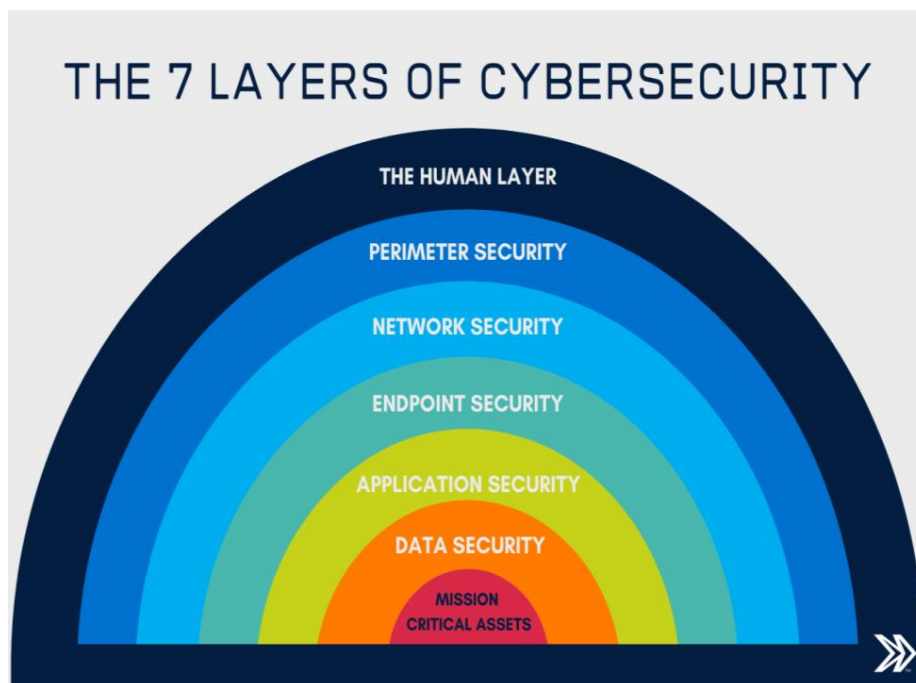 THE 7 LAYERS OF CYBERSECURITY
THE HUMAN LAYER
PERIMETER SECURITY
NETWORK SECURITY
ENDPOINT SECURITY
APPLICATION SECURITY
DATA SECURITY
MISSION
CRITICAL ASSETS